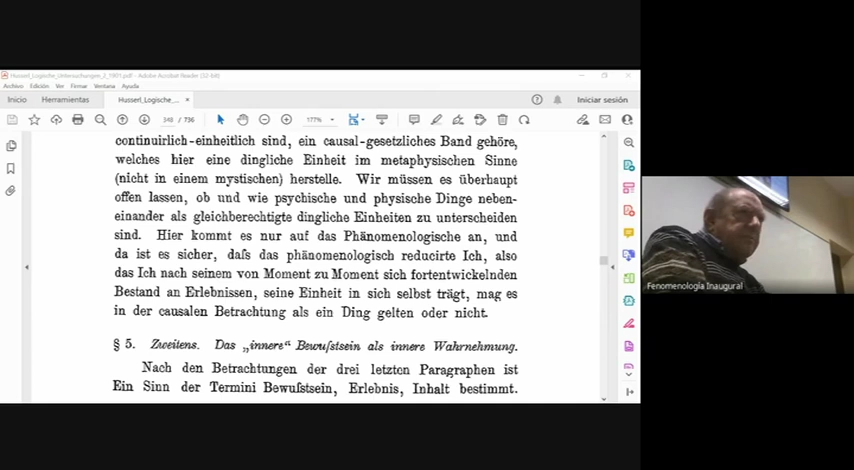 Husserl_Logische_Untersuchungen_2_1901.pdf - Adobe Acrobat Reader (32-bit)
Archivo Edición Ver Firmar Ventana Ayuda
Inicio Herramientas Husserl_Logische_... × Iniciar sesión
348 / 736 177%
continuirlich-einheitlich sind, ein causal-gesetzliches Band gehöre,
welches hier eine dingliche Einheit im metaphysischen Sinne
(nicht in einem mystischen) herstelle. Wir müssen es überhaupt
offen lassen, ob und wie psychische und physische Dinge neben-
einander als gleichberechtigte dingliche Einheiten zu unterscheiden
sind. Hier kommt es nur auf das Phänomenologische an, und
da ist es sicher, daſs das phänomenologisch reducirte Ich, also
das Ich nach seinem von Moment zu Moment sich fortentwickelnden
Bestand an Erlebnissen, seine Einheit in sich selbst trägt, mag es
in der causalen Betrachtung als ein Ding gelten oder nicht.
§ 5. Zweitens. Das „innere“ Bewuſstsein als innere Wahrnehmung.
Nach den Betrachtungen der drei letzten Paragraphen ist
Ein Sinn der Termini Bewuſstsein, Erlebnis, Inhalt bestimmt.
Fenomenología Inaugural